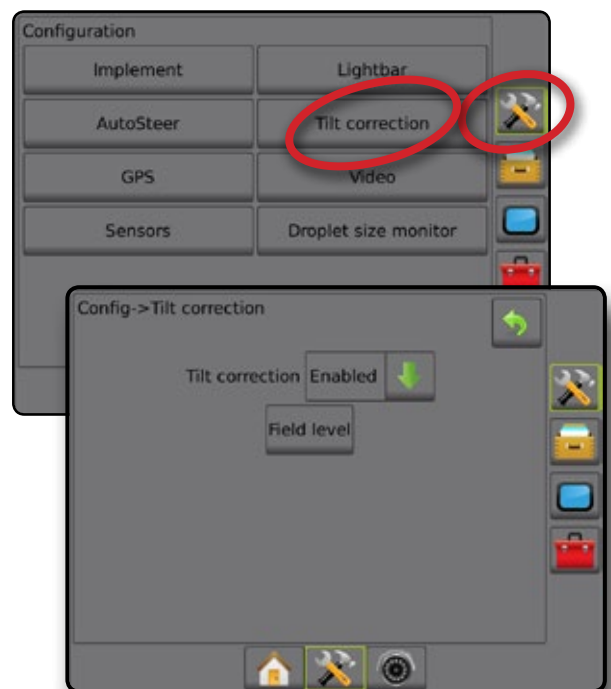 Configuration
Implement Lightbar
AutoSteer Tilt correction
GPS Video
Sensors Droplet size monitor
Config->Tilt correction
Tilt correction Enabled
Field level